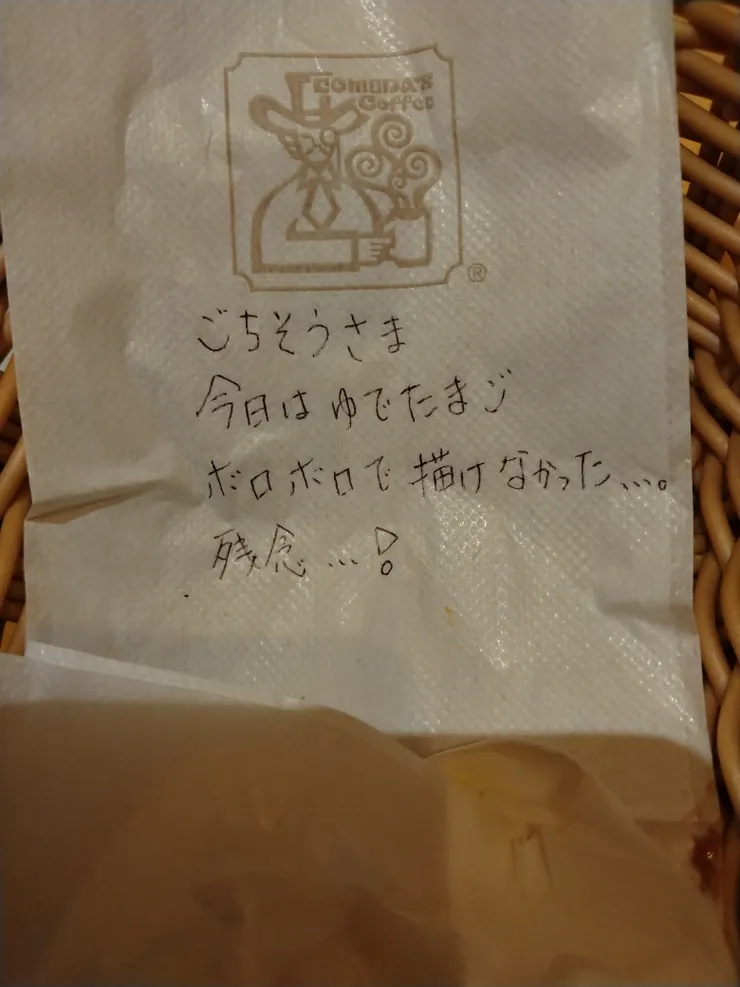 KOMEDA'S
Coffee
®
ごちそうさま
今日はゆでたまご
ボロボロで描けなかった…。
残念…!